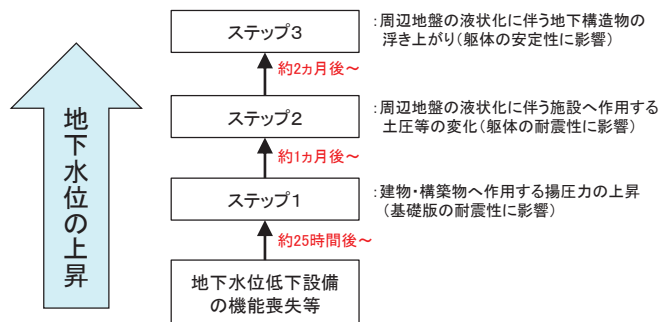 ステップ3
:周辺地盤の液状化に伴う地下構造物の
浮き上がり(躯体の安定性に影響)
約2ヵ月後~
ステップ2
:周辺地盤の液状化に伴う施設へ作用する
土圧等の変化(躯体の耐震性に影響)
約1ヵ月後~
ステップ1
:建物・構築物へ作用する揚圧力の上昇
(基礎版の耐震性に影響)
約25時間後~
地下水位低下設備
の機能喪失等
地下水位の上昇